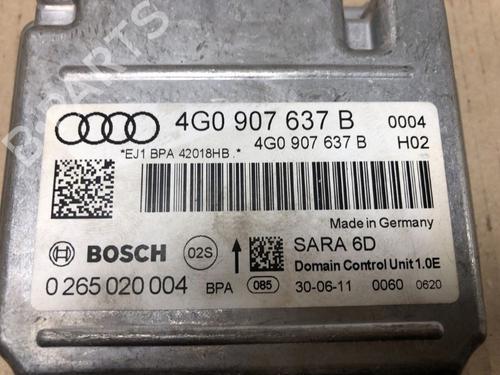 B-PARTS
4G0 907 637 B 0004
*EJ1 BPA 42018HB .* 4G0 907 637 B H02
Made in Germany
BOSCH 02S SARA 6D
Domain Control Unit 1.0E
0 265 020 004 BPA 085 30-06-11 0060 0620